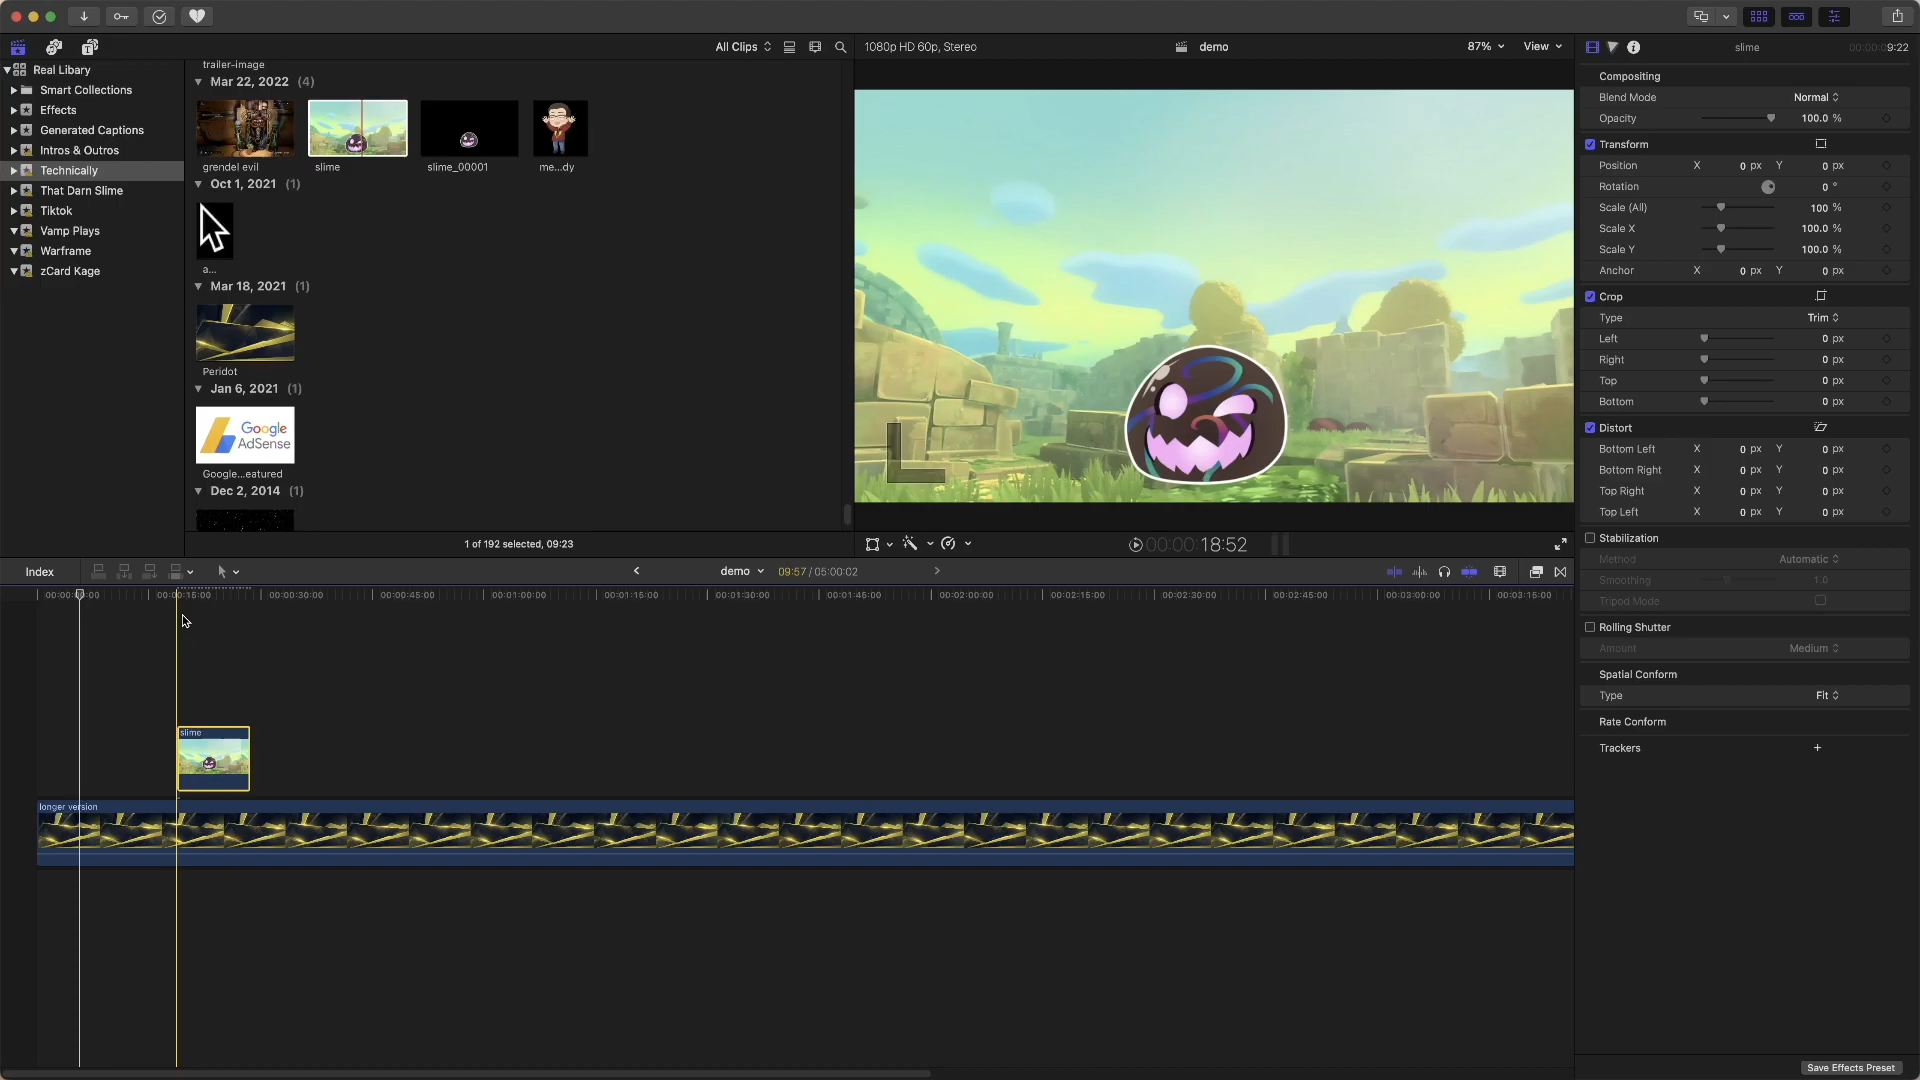 All Clips
1080p HD 60p, Stereo
demo
87%
View
slime
00:00:09:22
Real Libary
Smart Collections
Effects
Generated Captions
Intros & Outros
Technically
That Darn Slime
Tiktok
Vamp Plays
Warframe
zCard Kage
trailer-image
Mar 22, 2022 (4)
grendel evil
slime
slime_00001
me...dy
Oct 1, 2021 (1)
a...
Mar 18, 2021 (1)
Peridot
Jan 6, 2021 (1)
Google
AdSense
Google...eatured
Dec 2, 2014 (1)
1 of 192 selected, 09:23
00:00:18:52
Compositing
Blend Mode Normal
Opacity 100.0 %
Transform
Position X 0 px Y 0 px
Rotation 0 °
Scale (All) 100 %
Scale X 100.0 %
Scale Y 100.0 %
Anchor X 0 px Y 0 px
Crop
Type Trim
Left 0 px
Right 0 px
Top 0 px
Bottom 0 px
Distort
Bottom Left X 0 px Y 0 px
Bottom Right X 0 px Y 0 px
Top Right X 0 px Y 0 px
Top Left X 0 px Y 0 px
Stabilization
Method Automatic
Smoothing 1.0
Tripod Mode
Rolling Shutter
Amount Medium
Spatial Conform
Type Fit
Rate Conform
Trackers
Save Effects Preset
Index
demo
09:57 / 05:00:02
00:00:15:00 00:00:30:00 00:00:45:00 00:01:00:00 00:01:15:00 00:01:30:00 00:01:45:00 00:02:00:00 00:02:15:00 00:02:30:00 00:02:45:00 00:03:00:00 00:03:15:00
slime
longer version